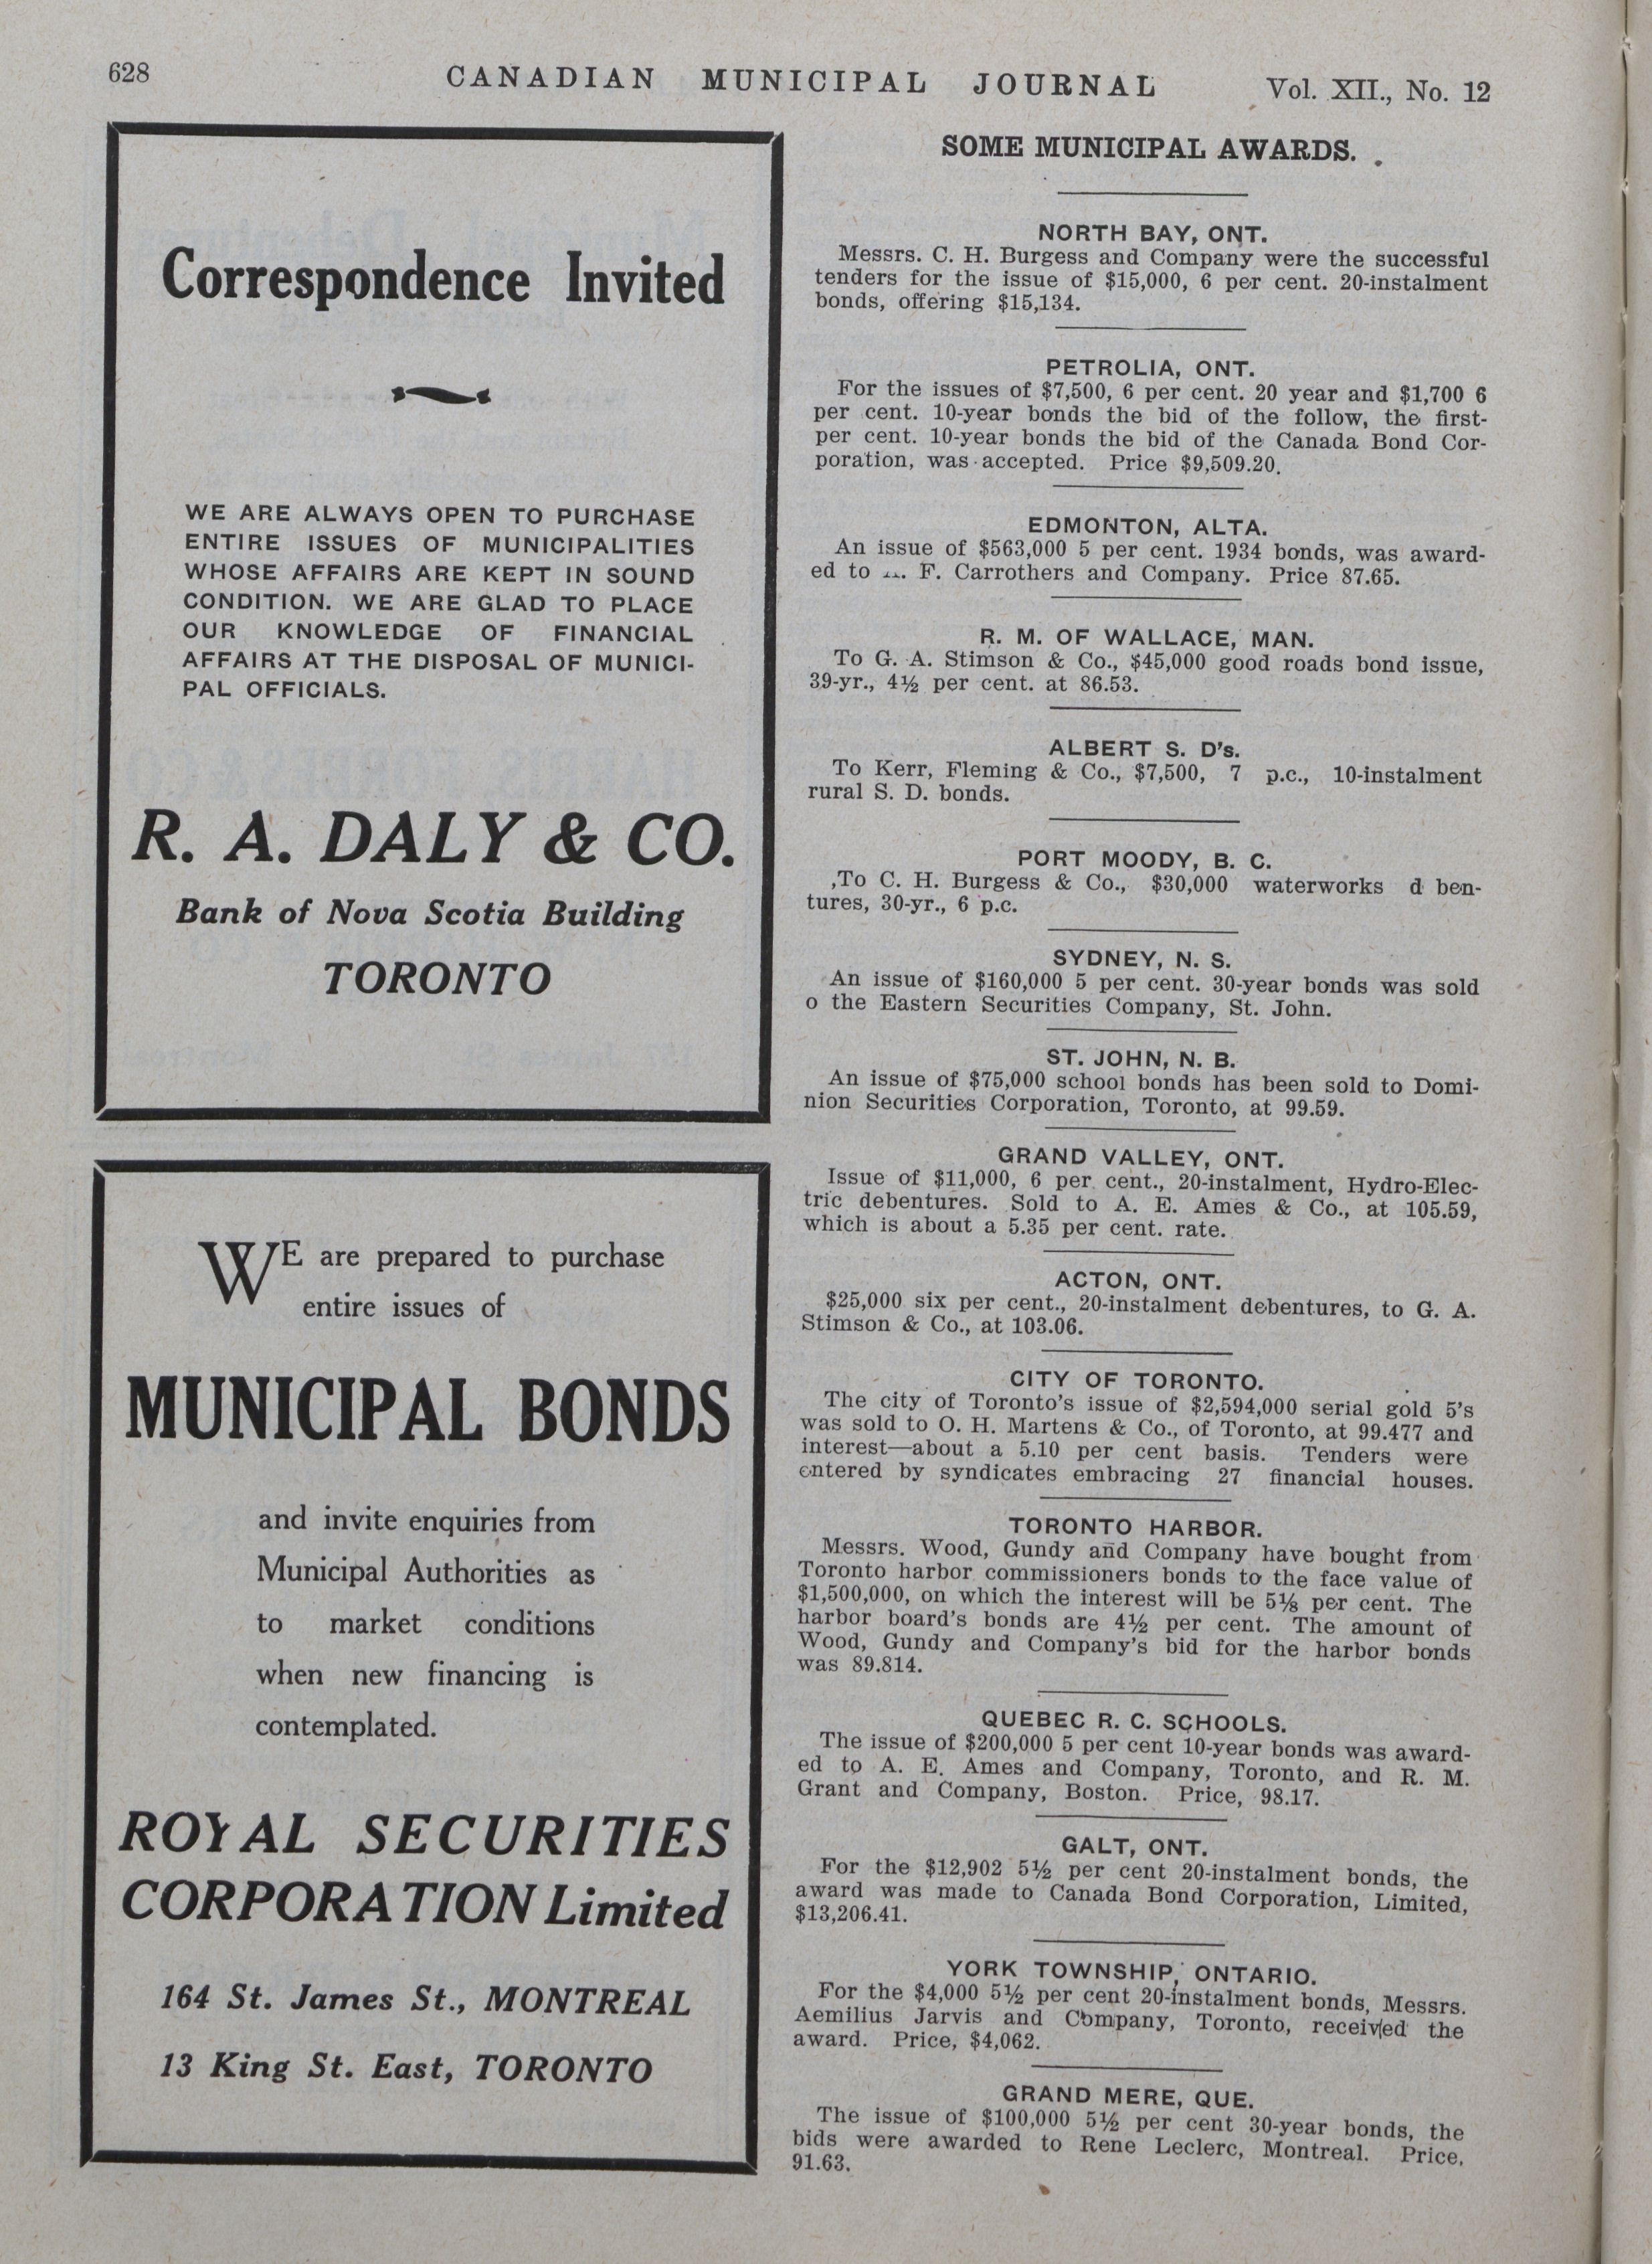 628
CANADIAN MUNICIPAL JOURNAL
Vol. XII., No. 12
Correspondence Invited
WE ARE ALWAYS OPEN TO PURCHASE
ENTIRE ISSUES OF MUNICIPALITIES
WHOSE AFFAIRS ARE KEPT IN SOUND
CONDITION. WE ARE GLAD TO PLACE
OUR KNOWLEDGE OF FINANCIAL
AFFAIRS AT THE DISPOSAL OF MUNICI-
PAL OFFICIALS.
R. A. DALY & CO.
Bank of Nova Scotia Building
TORONTO
WE are prepared to purchase
entire issues of
MUNICIPAL BONDS
and invite enquiries from
Municipal Authorities as
to market conditions
when new financing is
contemplated.
ROYAL SECURITIES
CORPORATION Limited
164 St. James St., MONTREAL
13 King St. East, TORONTO
SOME MUNICIPAL AWARDS.
NORTH BAY, ONT.
Messrs. C. H. Burgess and Company were the successful
tenders for the issue of $15,000, 6 per cent. 20-instalment
bonds, offering $15,134.
PETROLIA, ONT.
For the issues of $7,500, 6 per cent. 20 year and $1,700 6
per cent. 10-year bonds the bid of the follow, the first-
per cent. 10-year bonds the bid of the Canada Bond Cor-
poration, was accepted. Price $9,509.20.
EDMONTON, ALTA.
An issue of $563,000 5 per cent. 1934 bonds, was award-
ed to F. Carrothers and Company. Price 87.65.
R. M. OF WALLACE, MAN.
To G. A. Stimson & Co., $45,000 good roads bond issue,
39-yr., 4½ per cent. at 86.53.
ALBERT S. D's.
To Kerr, Fleming & Co., $7,500, 7 p.c., 10-instalment
rural S. D. bonds.
PORT MOODY, B. C.
,To C. H. Burgess & Co., $30,000 waterworks d ben-
tures, 30-yr., 6 p.c.
SYDNEY, N. S.
An issue of $160,000 5 per cent. 30-year bonds was sold
o the Eastern Securities Company, St. John.
ST. JOHN, N. B.
An issue of $75,000 school bonds has been sold to Domi-
nion Securities Corporation, Toronto, at 99.59.
GRAND VALLEY, ONT.
Issue of $11,000, 6 per cent., 20-instalment, Hydro-Elec-
tric debentures. Sold to A. E. Ames & Co., at 105.59,
which is about a 5.35 per cent. rate.
ACTON, ONT.
$25,000 six per cent., 20-instalment debentures, to G. A.
Stimson & Co., at 103.06.
CITY OF TORONTO.
The city of Toronto's issue of $2,594,000 serial gold 5's
was sold to O. H. Martens & Co., of Toronto, at 99.477 and
interest—about a 5.10 per cent basis. Tenders were
entered by syndicates embracing 27 financial houses.
TORONTO HARBOR.
Messrs. Wood, Gundy and Company have bought from
Toronto harbor commissioners bonds to the face value of
$1,500,000, on which the interest will be 5⅛ per cent. The
harbor board's bonds are 4½ per cent. The amount of
Wood, Gundy and Company's bid for the harbor bonds
was 89.814.
QUEBEC R. C. SCHOOLS.
The issue of $200,000 5 per cent 10-year bonds was award-
ed to A. E. Ames and Company, Toronto, and R. M.
Grant and Company, Boston. Price, 98.17.
GALT, ONT.
For the $12,902 5½ per cent 20-instalment bonds, the
award was made to Canada Bond Corporation, Limited,
$13,206.41.
YORK TOWNSHIP, ONTARIO.
For the $4,000 5½ per cent 20-instalment bonds, Messrs.
Aemilius Jarvis and Company, Toronto, received the
award. Price, $4,062.
GRAND MERE, QUE.
The issue of $100,000 5½ per cent 30-year bonds, the
bids were awarded to Rene Leclerc, Montreal. Price,
91.63.